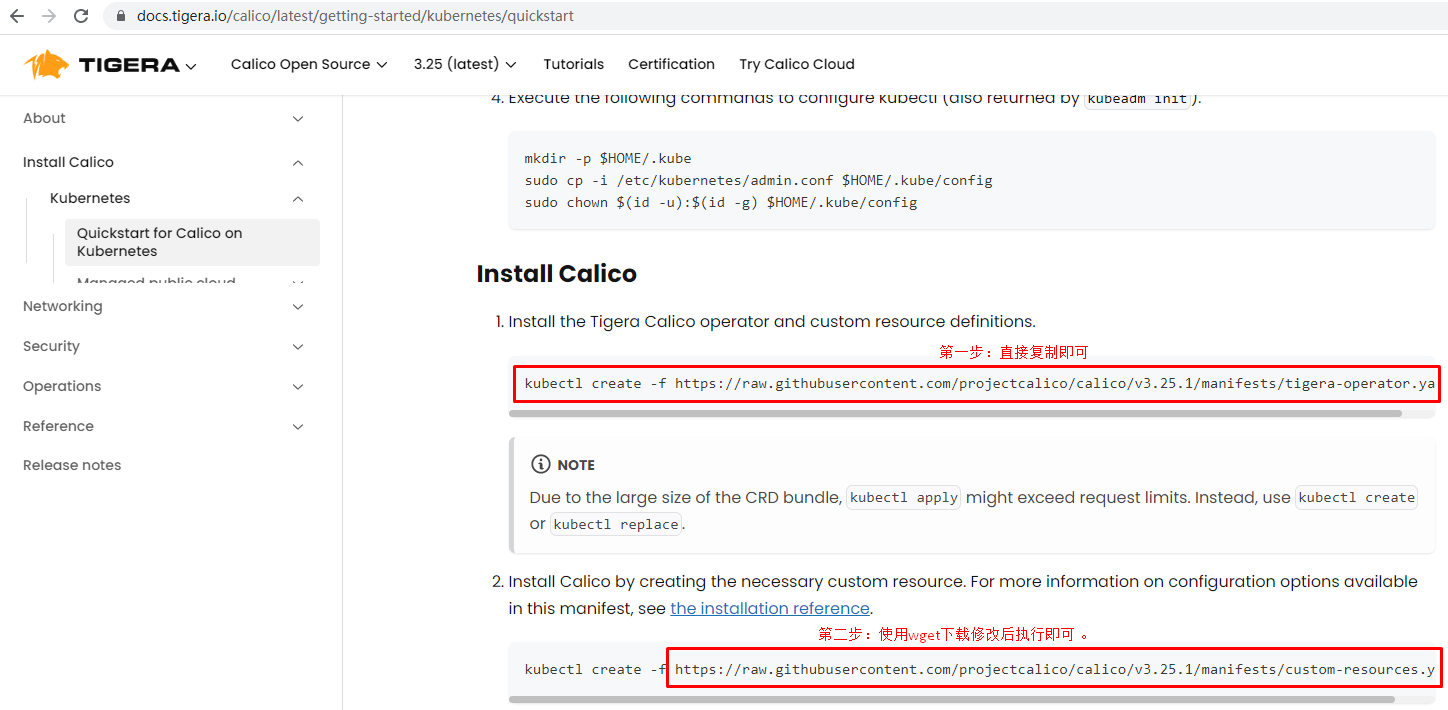 docs.tigera.io/calico/latest/getting-started/kubernetes/quickstart
TIGERA
Calico Open Source
3.25 (latest)
Tutorials
Certification
Try Calico Cloud
About
Install Calico
Kubernetes
Quickstart for Calico on
Kubernetes
Managed public cloud
Networking
Security
Operations
Reference
Release notes
4. Execute the following commands to configure kubectl (also returned by kubeadm init).
mkdir -p $HOME/.kube
sudo cp -i /etc/kubernetes/admin.conf $HOME/.kube/config
sudo chown $(id -u):$(id -g) $HOME/.kube/config
Install Calico
1. Install the Tigera Calico operator and custom resource definitions.
第一步：直接复制即可
kubectl create -f https://raw.githubusercontent.com/projectcalico/calico/v3.25.1/manifests/tigera-operator.ya
NOTE
Due to the large size of the CRD bundle, kubectl apply might exceed request limits. Instead, use kubectl create
or kubectl replace.
2. Install Calico by creating the necessary custom resource. For more information on configuration options available
in this manifest, see the installation reference.
第二步：使用wget下载修改后执行即可 。
kubectl create -f https://raw.githubusercontent.com/projectcalico/calico/v3.25.1/manifests/custom-resources.y